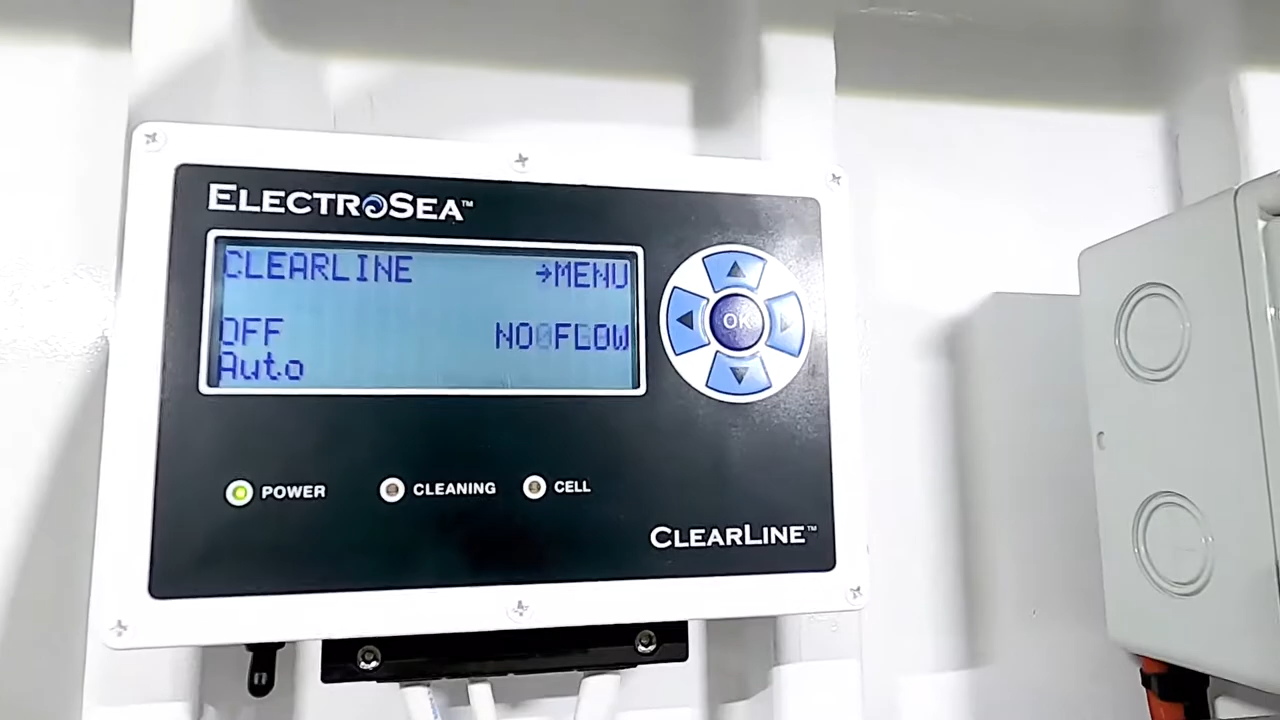 ELECTROSEA™
CLEARLINE →MENU
OFF NO FLOW
Auto
OK
POWER CLEANING CELL
CLEARLINE™